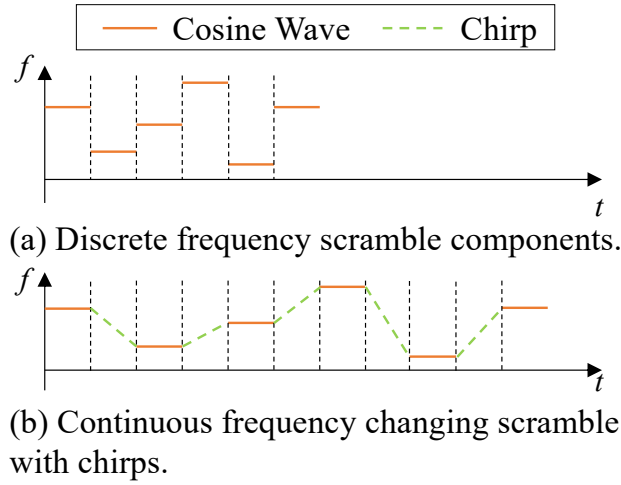 Cosine Wave Chirp
f
t
(a) Discrete frequency scramble components.
f
t
(b) Continuous frequency changing scramble
with chirps.